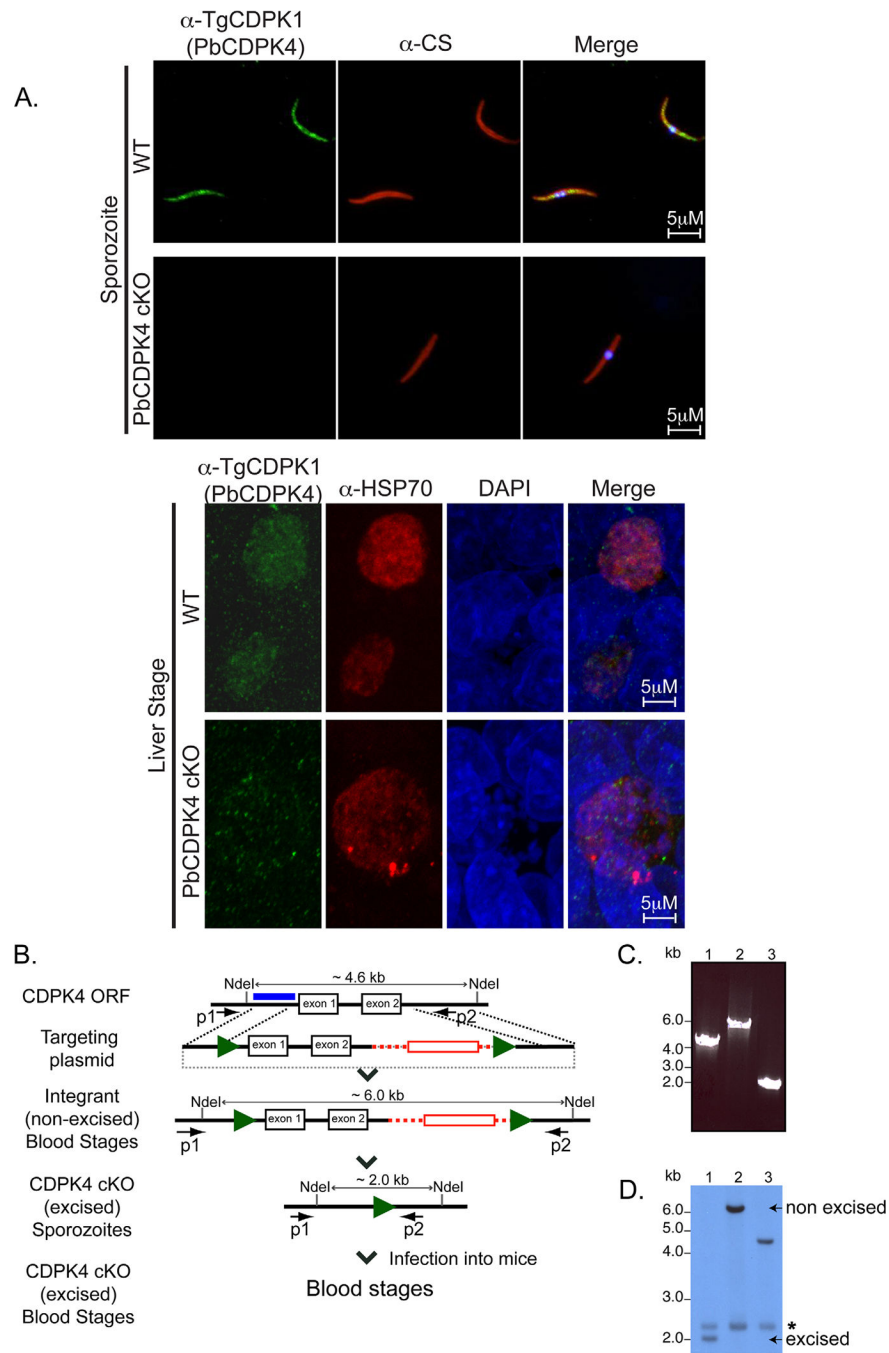 α-TgCDPK1
(PbCDPK4)
α-CS
Merge
A.
Sporozoite
WT
5μM
PbCDPK4 cKO
5μM
α-TgCDPK1
(PbCDPK4)
α-HSP70
DAPI
Merge
Liver Stage
WT
5μM
PbCDPK4 cKO
5μM
B.
CDPK4 ORF
NdeI
~ 4.6 kb
NdeI
p1
exon 1
exon 2
p2
Targeting
plasmid
exon 1
exon 2
Integrant
(non-excised)
Blood Stages
NdeI
~ 6.0 kb
NdeI
exon 1
exon 2
p1
p2
CDPK4 cKO
(excised)
Sporozoites
NdeI
~ 2.0 kb
NdeI
p1
p2
Infection into mice
CDPK4 cKO
(excised)
Blood Stages
Blood stages
C.
kb
1 2 3
6.0
4.0
3.0
2.0
D.
kb
1 2 3
6.0
5.0
4.0
3.0
2.0
non excised
*
excised